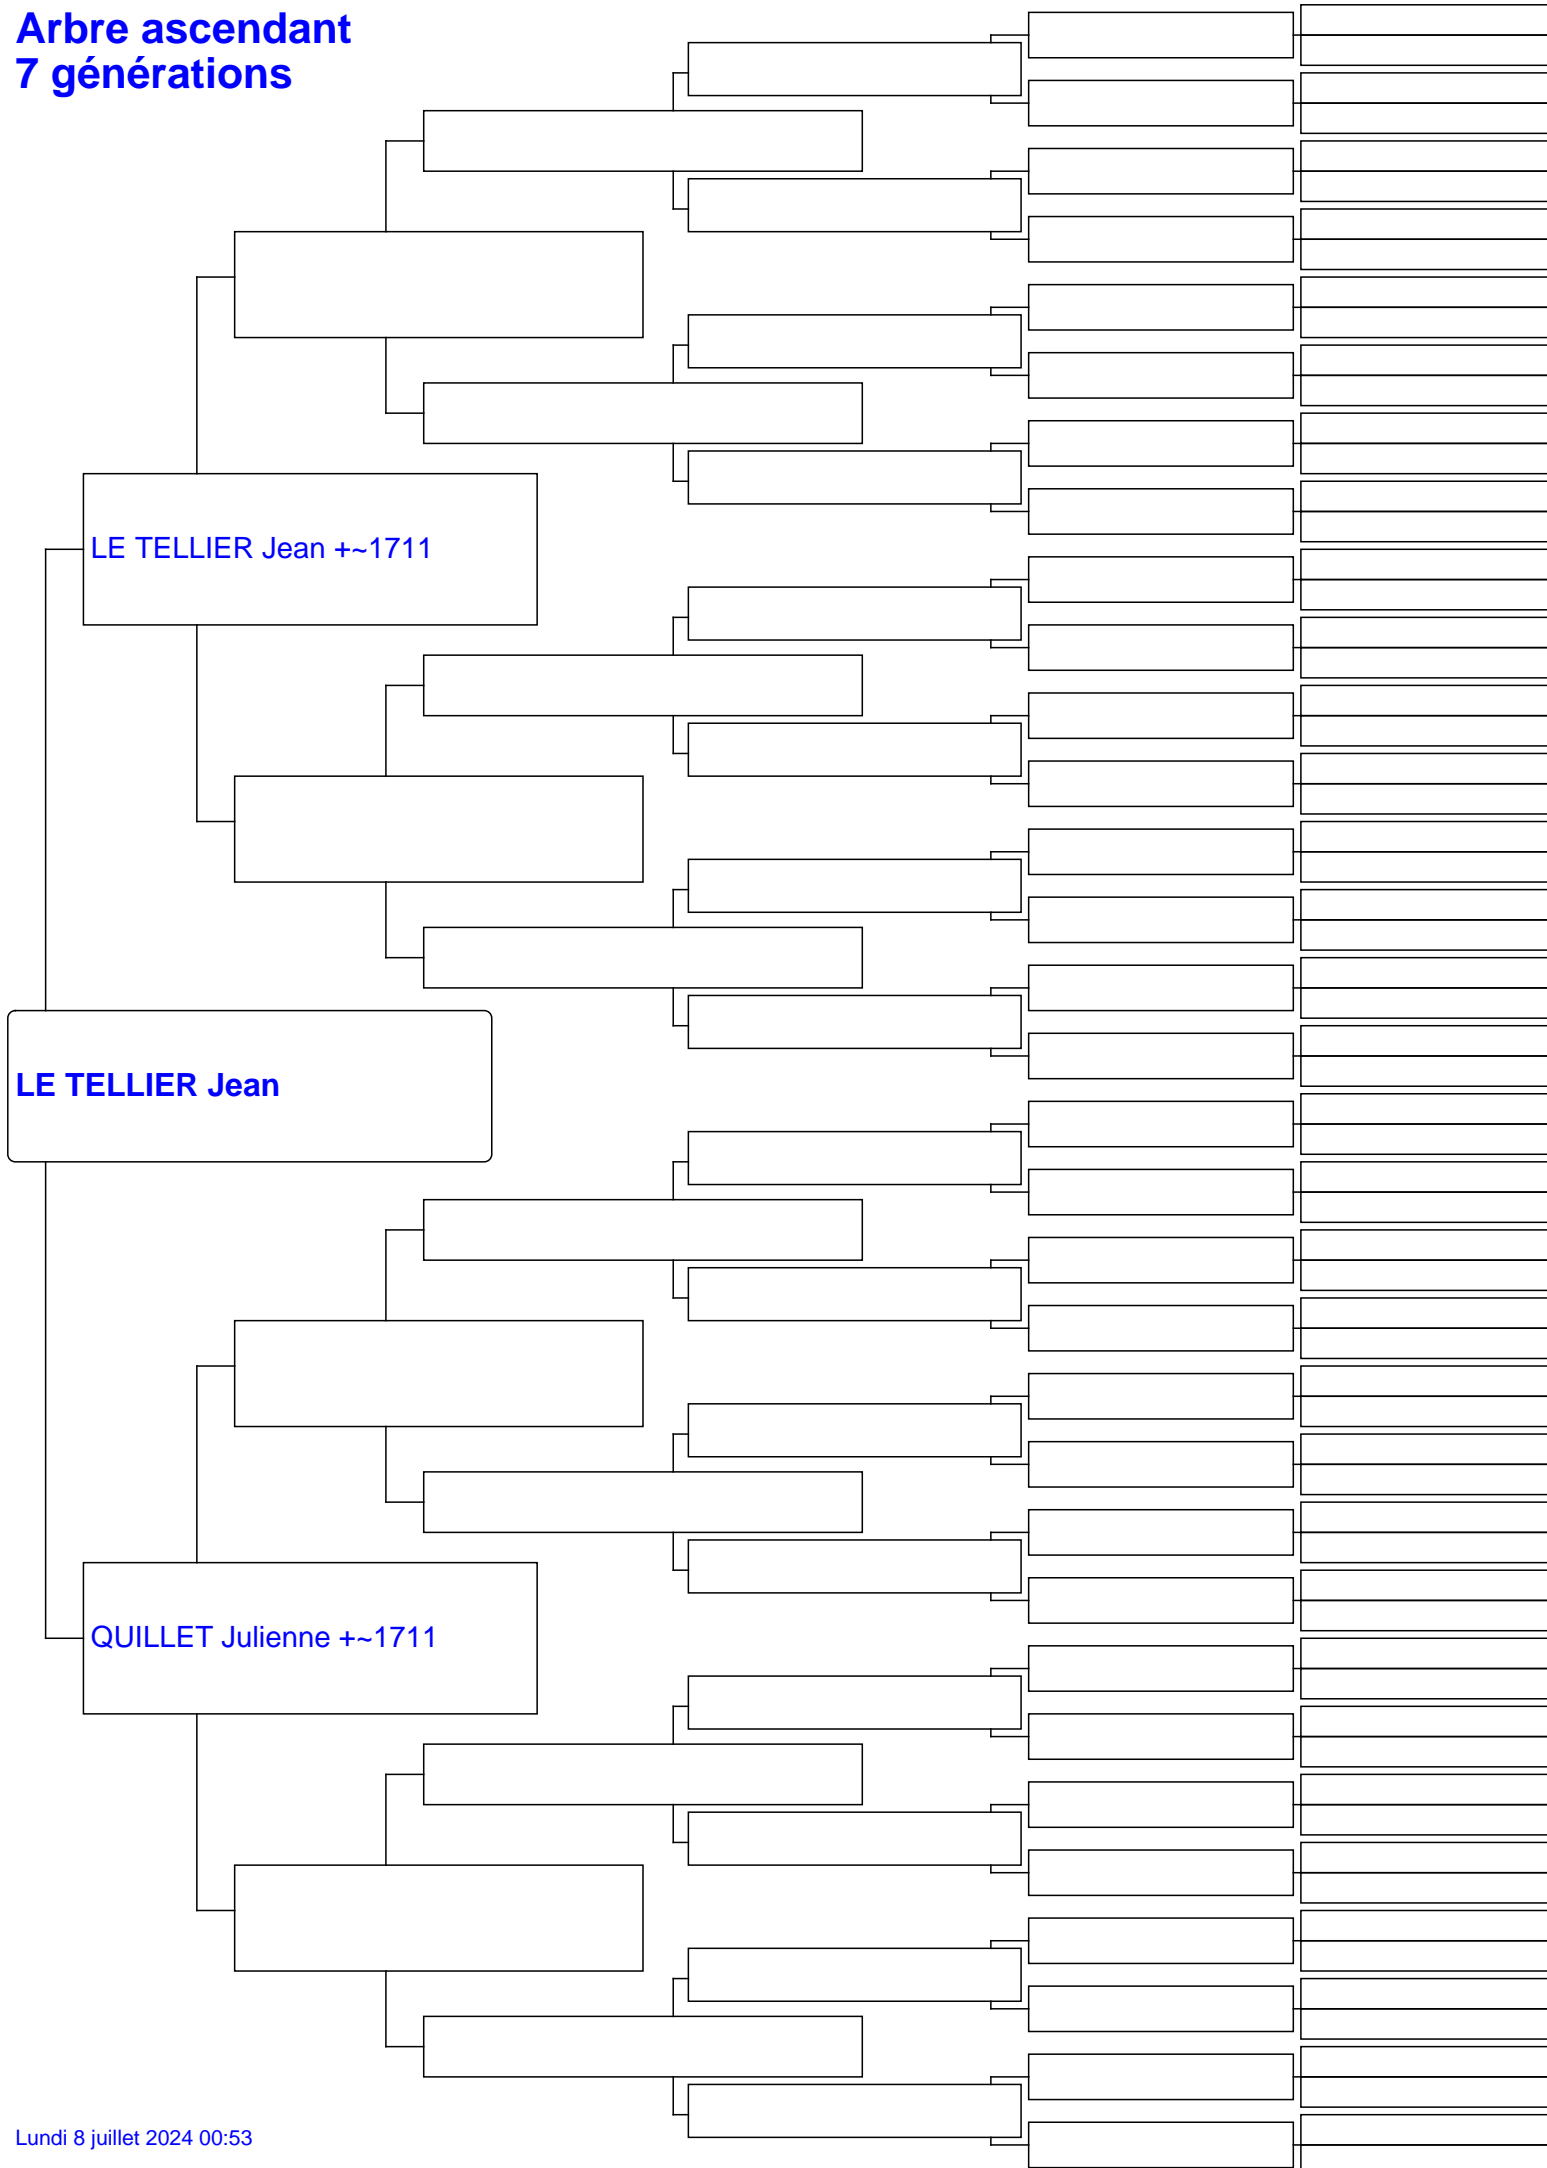 Arbre ascendant
7 générations
LE TELLIER Jean +~1711
LE TELLIER Jean
QUILLET Julienne +~1711
Lundi 8 juillet 2024 00:53